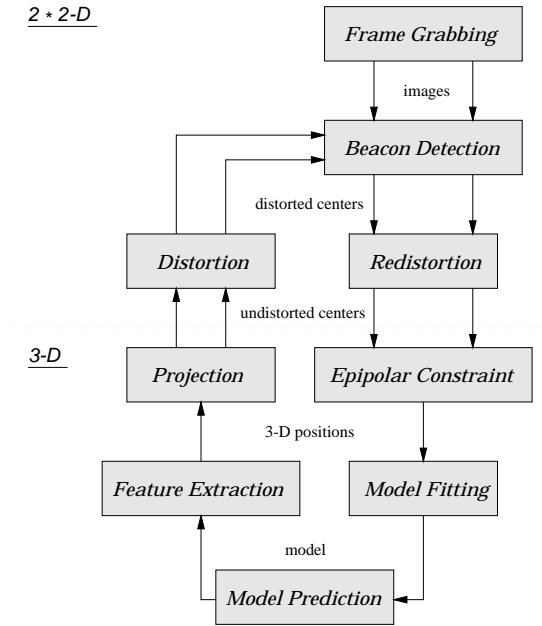 2 * 2-D
Frame Grabbing
images
Beacon Detection
distorted centers
Distortion
Redistortion
undistorted centers
3-D
Projection
Epipolar Constraint
3-D positions
Feature Extraction
Model Fitting
model
Model Prediction